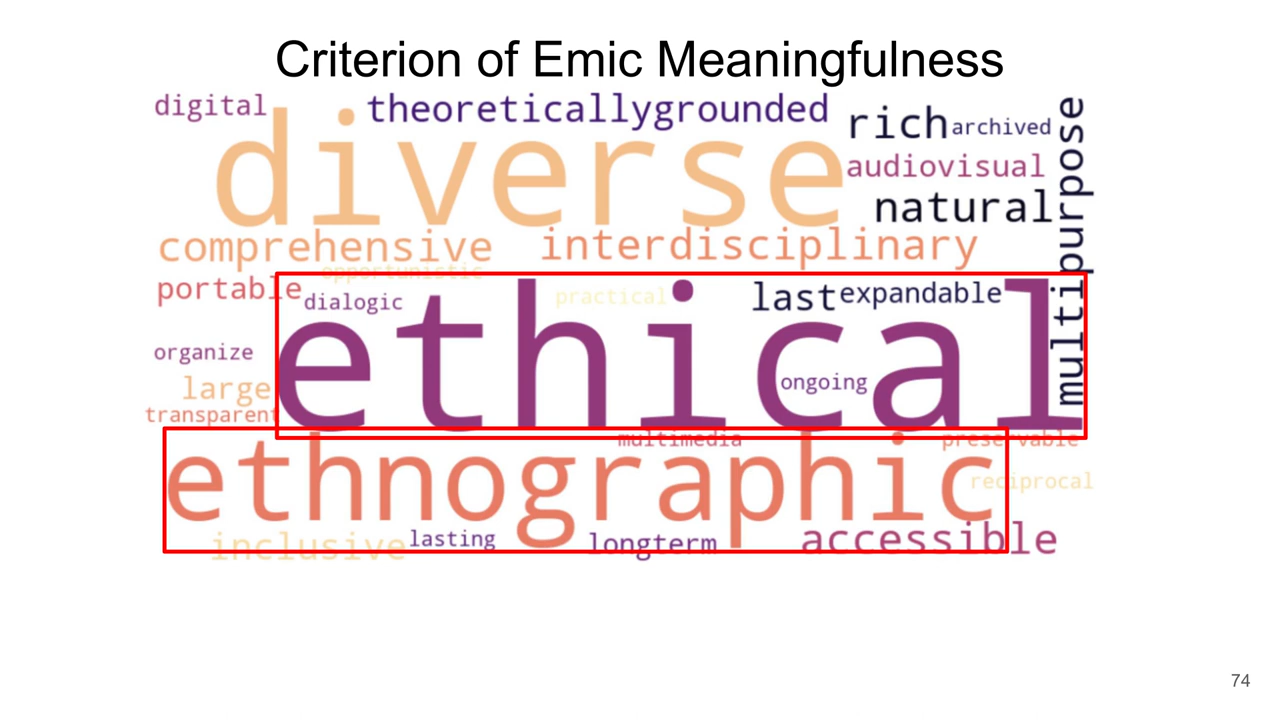 Criterion of Emic Meaningfulness
digital
theoreticallygrounded
rich
archived
multipurpose
diverse
audiovisual
natural
comprehensive
interdisciplinary
opportunistic
portable
dialogic
practical
last
expandable
ethical
organize
ongoing
large
transparent
multimedia
preservable
ethnographic
reciprocal
inclusive
lasting
longterm
accessible
74